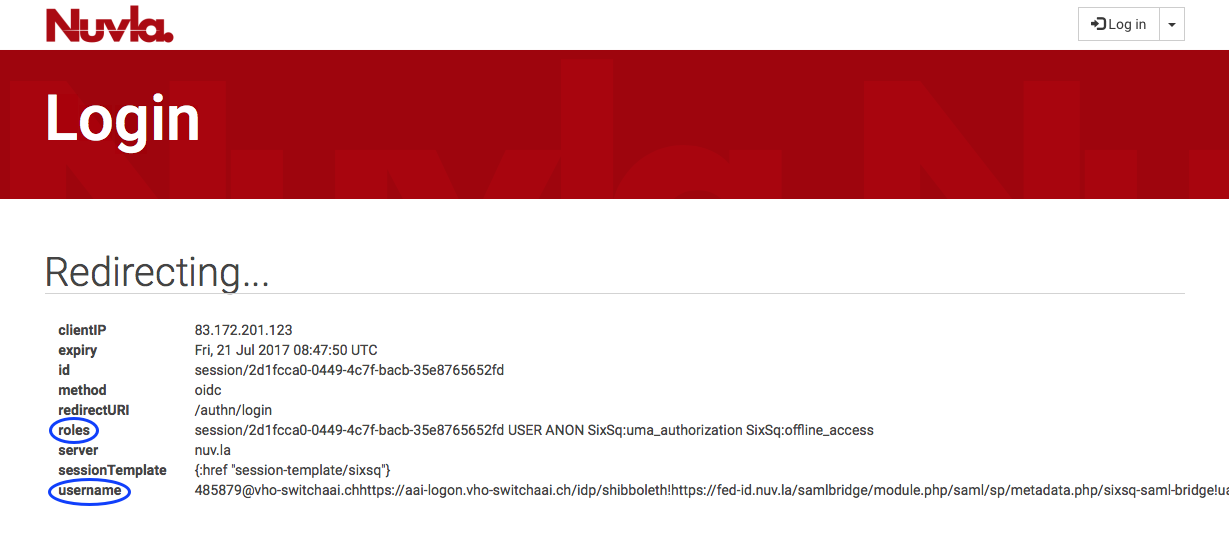 Nuvla.
Log in
Login
Redirecting...
clientIP 83.172.201.123
expiry Fri, 21 Jul 2017 08:47:50 UTC
id session/2d1fcca0-0449-4c7f-bacb-35e8765652fd
method oidc
redirectURI /authn/login
roles session/2d1fcca0-0449-4c7f-bacb-35e8765652fd USER ANON SixSq:uma_authorization SixSq:offline_access
server nuv.la
sessionTemplate {:href "session-template/sixsq"}
username 485879@vho-switchaai.chhttps://aai-logon.vho-switchaai.ch/idp/shibboleth!https://fed-id.nuv.la/samlbridge/module.php/saml/sp/metadata.php/sixsq-saml-bridge!ua